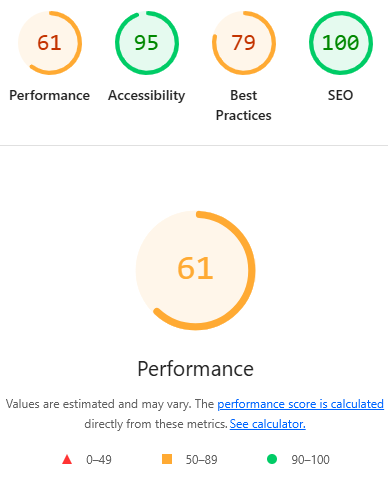 61 95 79 100
Performance Accessibility Best Practices SEO
61
Performance
Values are estimated and may vary. The performance score is calculated
directly from these metrics. See calculator.
0–49 50–89 90–100